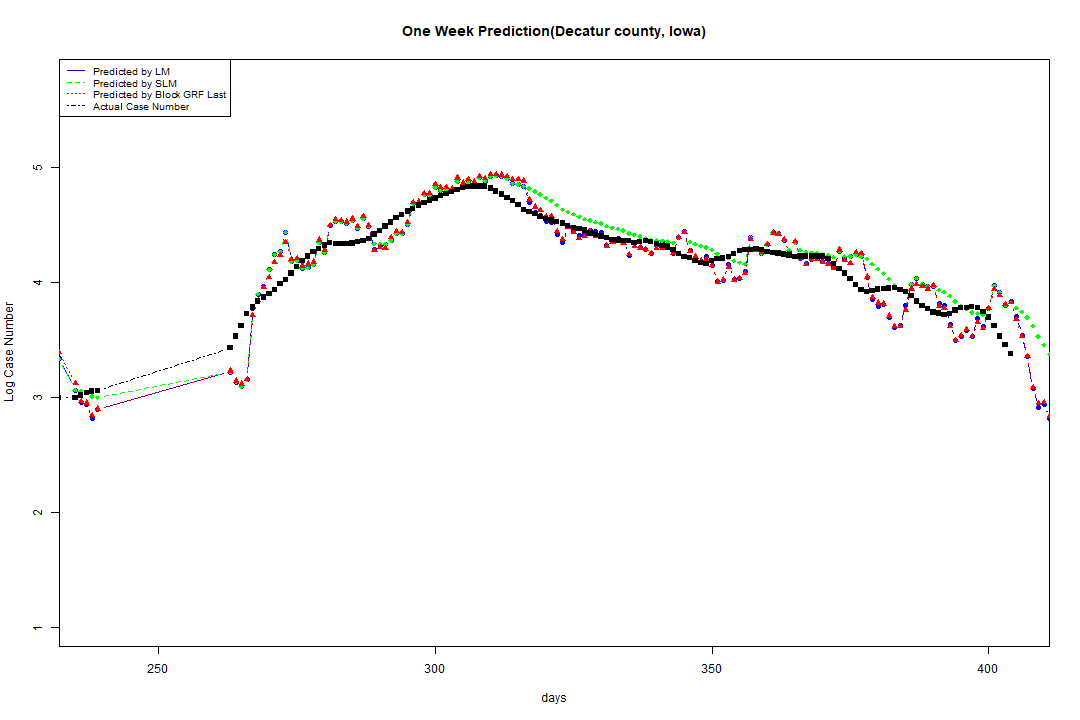 One Week Prediction(Decatur county, Iowa)
Predicted by LM
Predicted by SLM
Predicted by Block GRF Last
Actual Case Number
5
4
3
2
1
Log Case Number
250 300 350 400
days